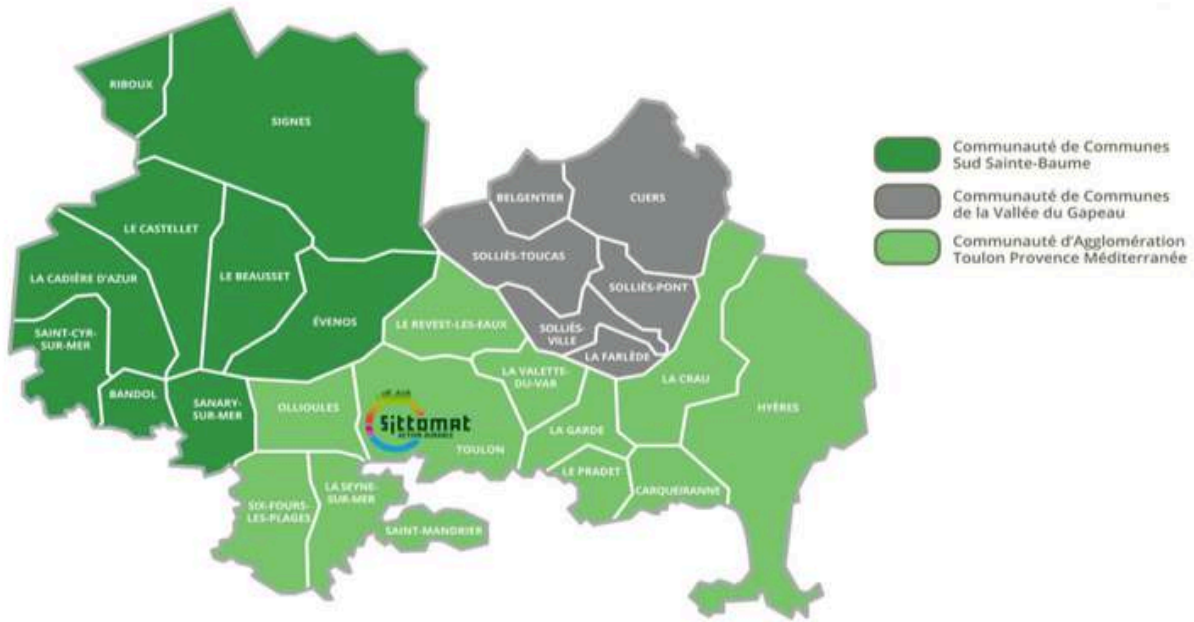 RIBOUX
SIGNES
BELGENTIER
CUERS
LE CASTELLET
SOLLIÈS-TOUCAS
LA CADIÈRE D'AZUR
LE BEAUSSET
SOLLIÈS-PONT
ÉVENOS
LE REVEST-LES-EAUX
SOLLIÈS-
VILLE
SAINT-CYR-
SUR-MER
LA FARLÈDE
LA VALETTE-
DU-VAR
LA CRAU
BANDOL
SANARY-
SUR-MER
OLLIOULES
HYÈRES
Sittomat
ACTION DURABLE
TOULON
LA GARDE
LE PRADET
CARQUEIRANNE
SIX-FOURS-
LES-PLAGES
LA SEYNE-
SUR-MER
SAINT-MANDRIER
Communauté de Communes
Sud Sainte-Baume
Communauté de Communes
de la Vallée du Gapeau
Communauté d'Agglomération
Toulon Provence Méditerranée